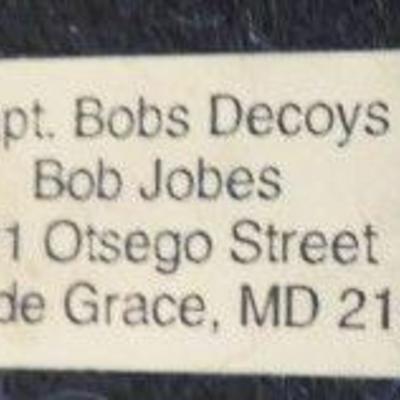 pt. Bobs Decoys
Bob Jobes
1 Otsego Street
de Grace, MD 21